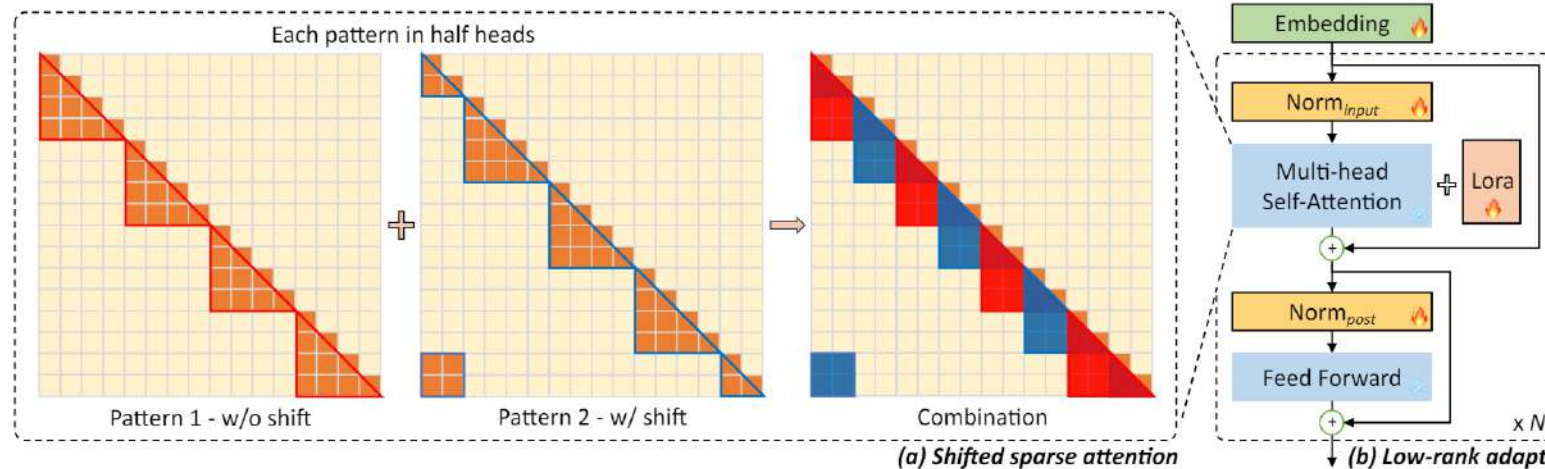 Each pattern in half heads
Pattern 1 - w/o shift
Pattern 2 - w/ shift
Combination
(a) Shifted sparse attention
Embedding
Norm input
Multi-head
Self-Attention
Lora
Norm post
Feed Forward
x N
(b) Low-rank adapt